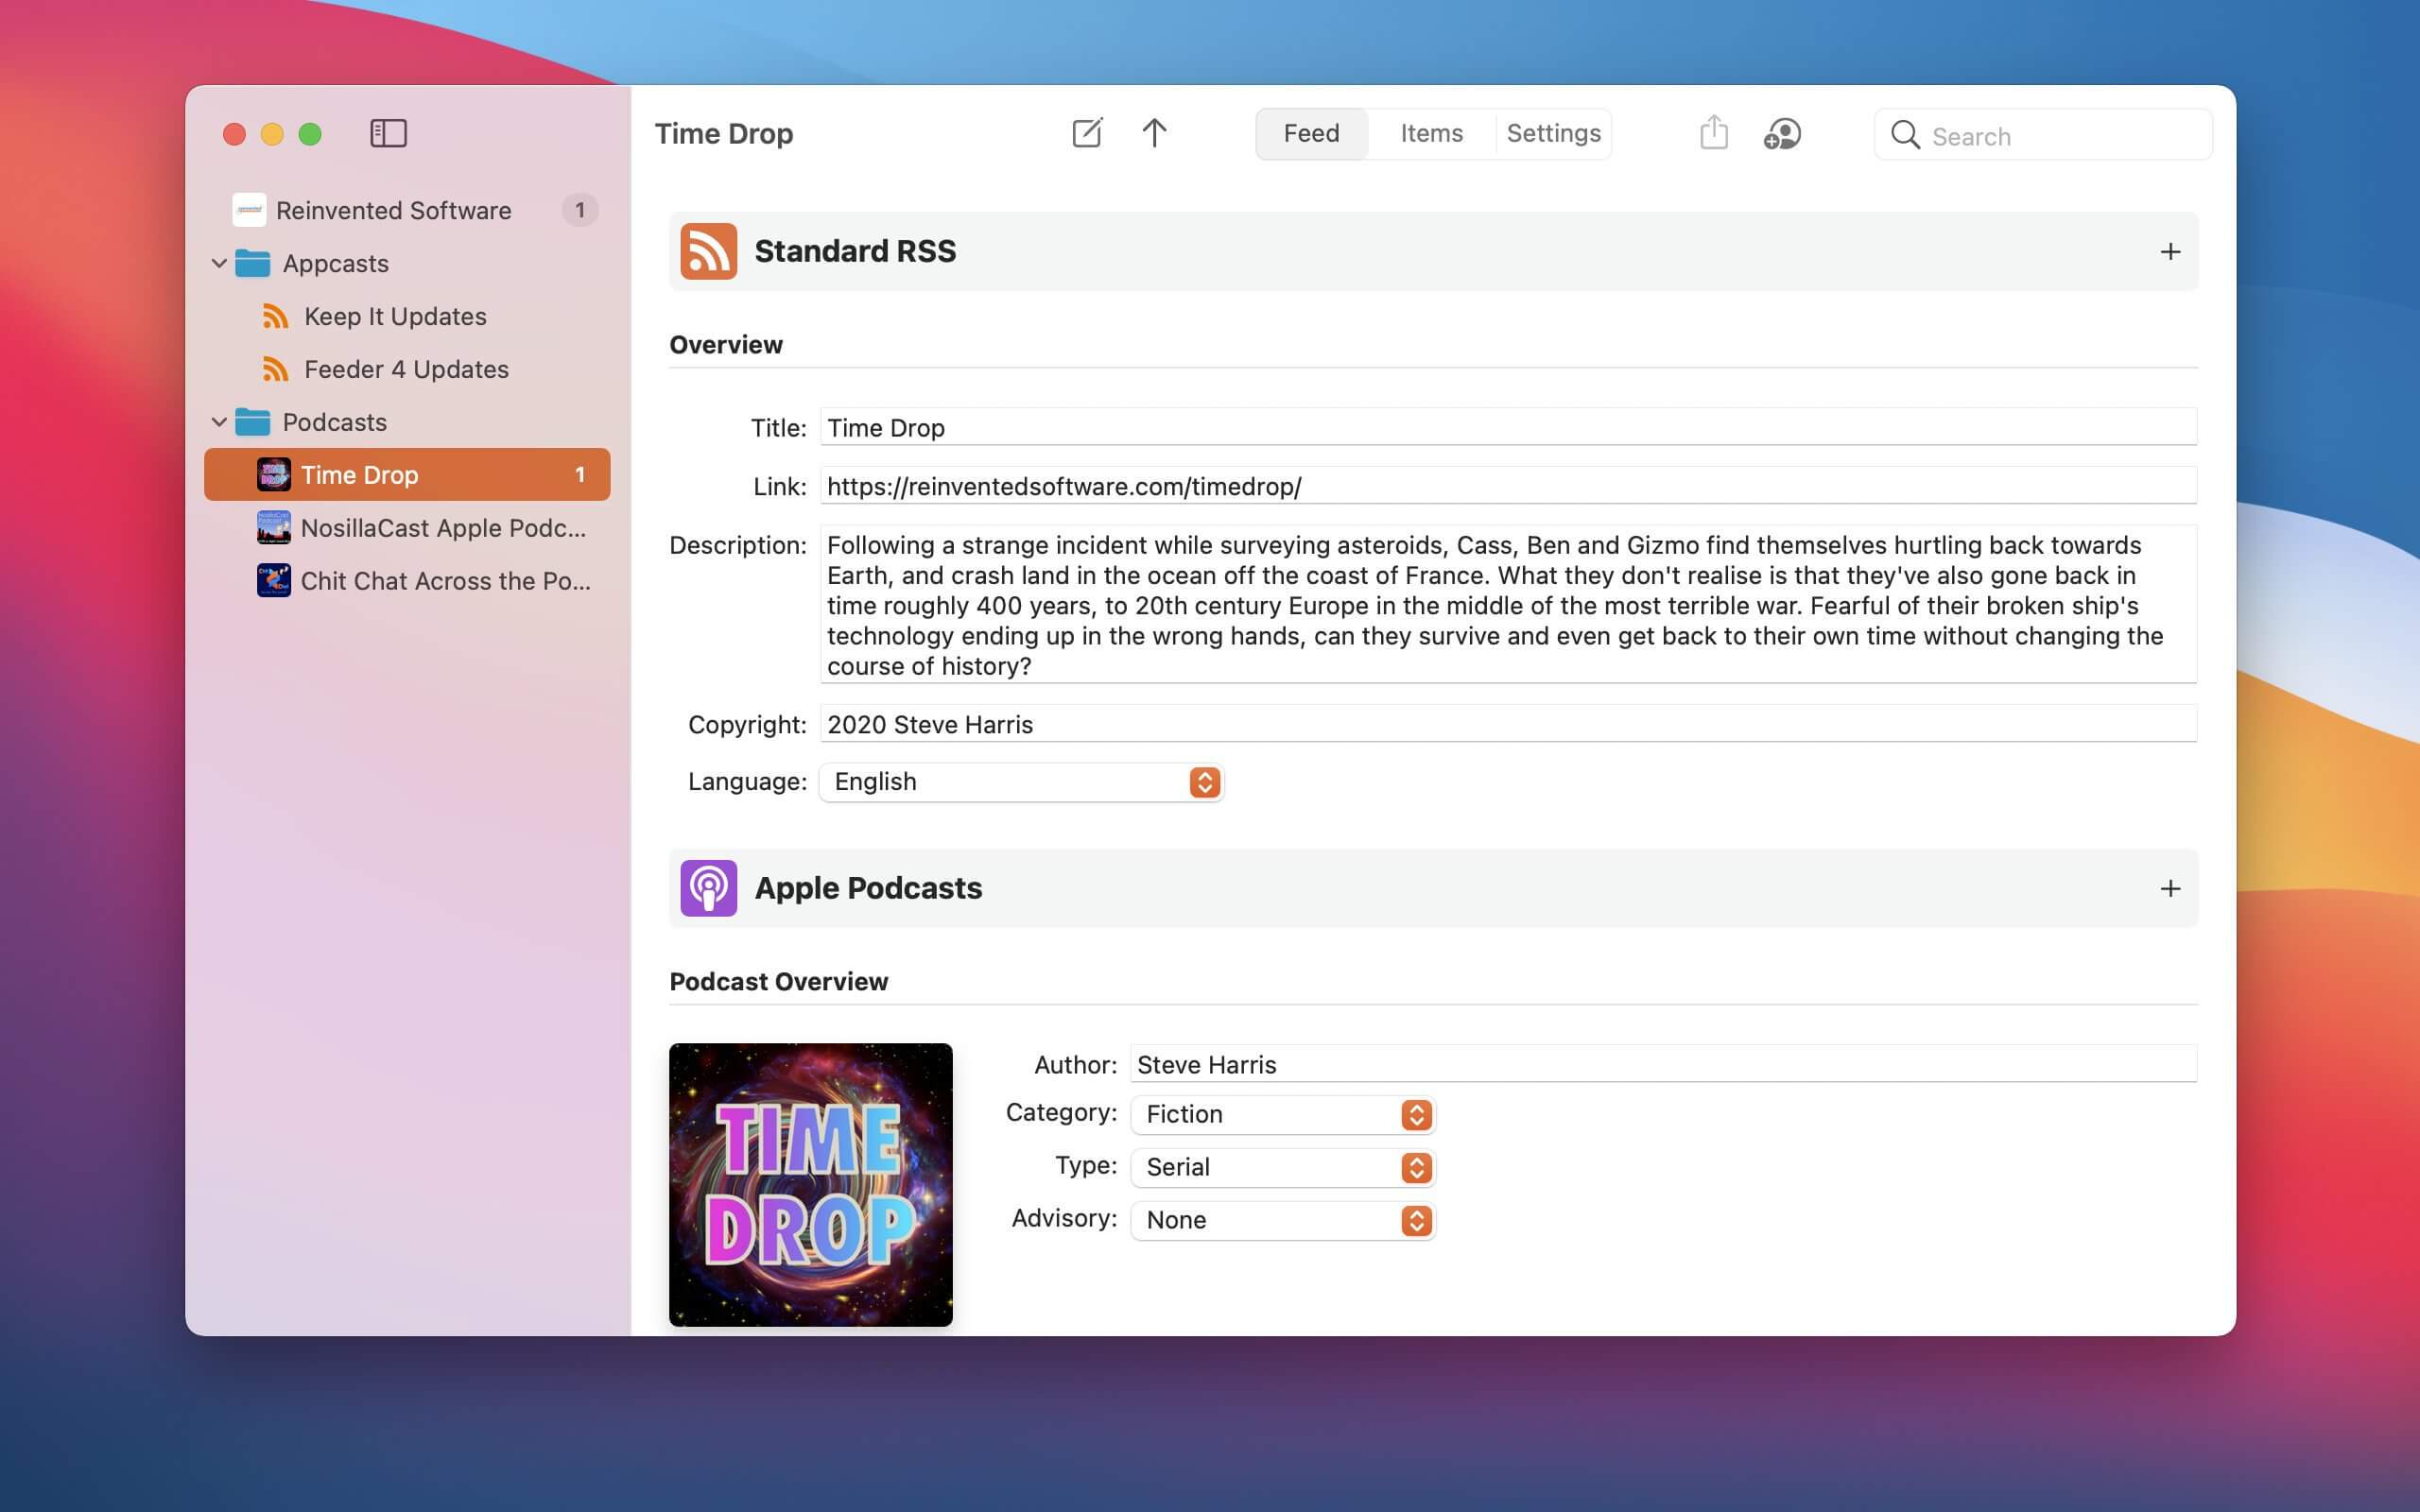 Time Drop
Feed
Items
Settings
Search
Reinvented Software 1
Appcasts
Keep It Updates
Feeder 4 Updates
Podcasts
Time Drop 1
NosillaCast Apple Podc...
Chit Chat Across the Po...
Standard RSS
Overview
Title: Time Drop
Link: https://reinventedsoftware.com/timedrop/
Description: Following a strange incident while surveying asteroids, Cass, Ben and Gizmo find themselves hurtling back towards
Earth, and crash land in the ocean off the coast of France. What they don't realise is that they've also gone back in
time roughly 400 years, to 20th century Europe in the middle of the most terrible war. Fearful of their broken ship's
technology ending up in the wrong hands, can they survive and even get back to their own time without changing the
course of history?
Copyright: 2020 Steve Harris
Language: English
Apple Podcasts
Podcast Overview
TIME
DROP
Author: Steve Harris
Category: Fiction
Type: Serial
Advisory: None